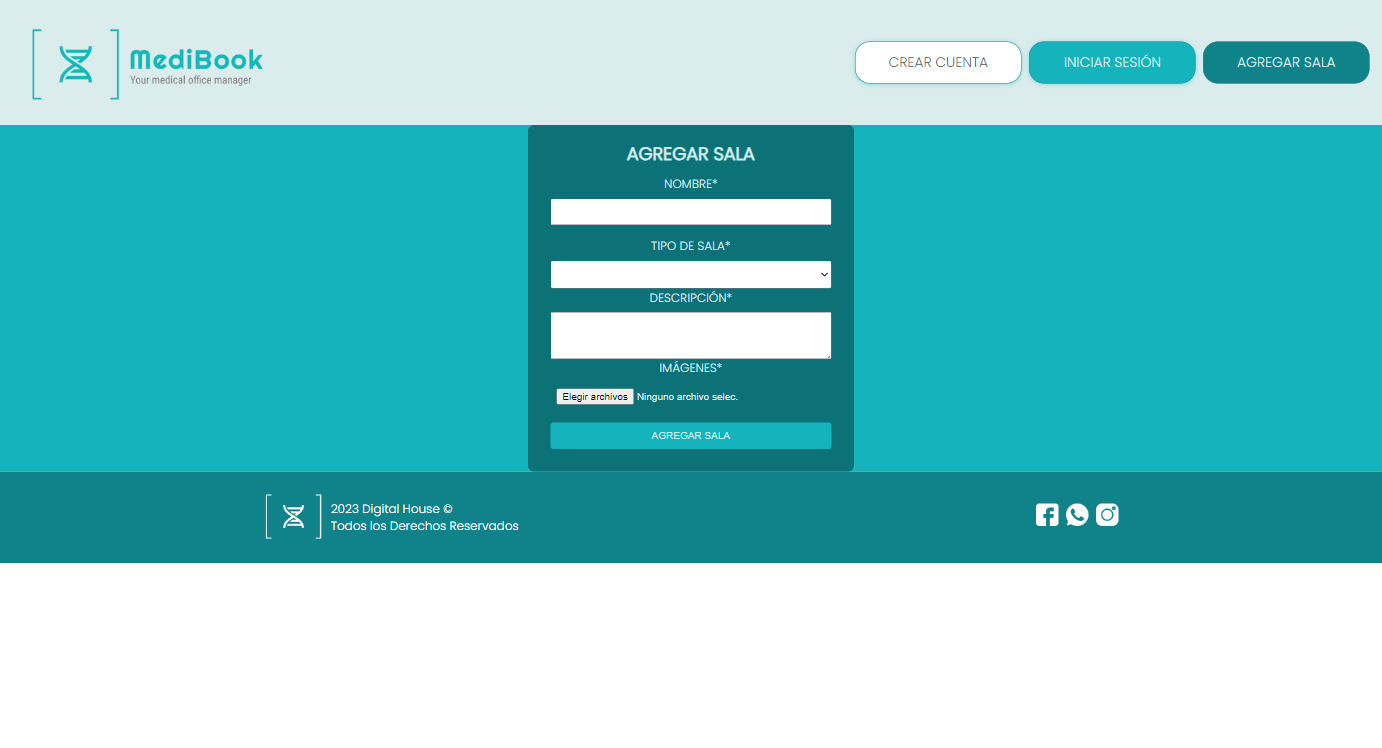 MediBook
Your medical office manager
CREAR CUENTA
INICIAR SESIÓN
AGREGAR SALA
AGREGAR SALA
NOMBRE*
TIPO DE SALA*
DESCRIPCIÓN*
IMÁGENES*
Elegir archivos Ninguno archivo selec.
AGREGAR SALA
2023 Digital House ©
Todos los Derechos Reservados